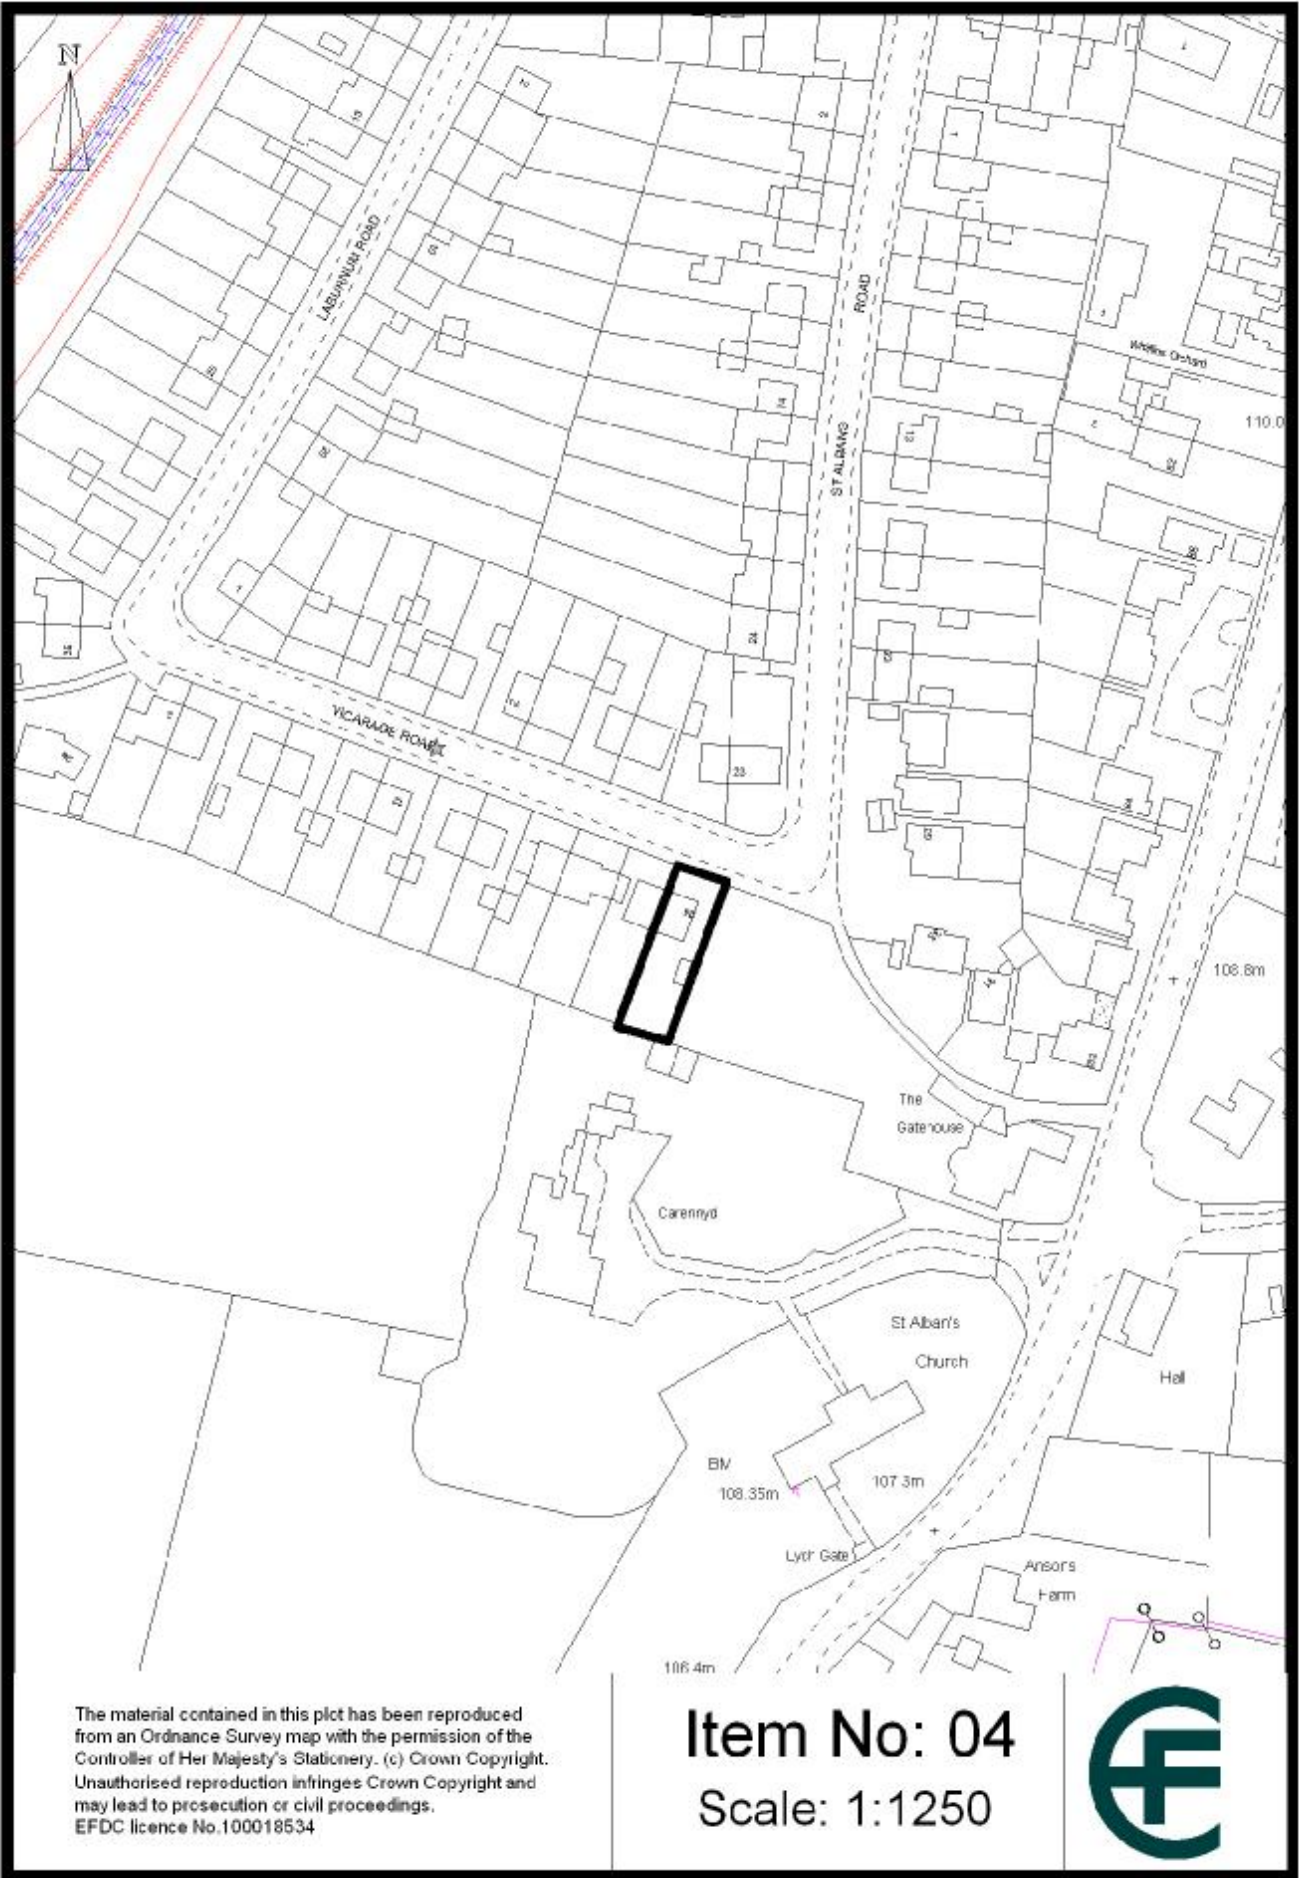 N
LABURNUM ROAD
ROAD
Whiffins Orchard
110.0
ST ALBANS
VICARAGE ROAD
23
108.8m
The
Gatehouse
Carennyd
St Alban's
Church
Hall
BM
108.35m
107.3m
Lych Gate
Ansons
Farm
106.4m
The material contained in this plot has been reproduced
from an Ordnance Survey map with the permission of the
Controller of Her Majesty's Stationery. (c) Crown Copyright.
Unauthorised reproduction infringes Crown Copyright and
may lead to prosecution or civil proceedings.
EFDC licence No.100018534
Item No: 04
Scale: 1:1250